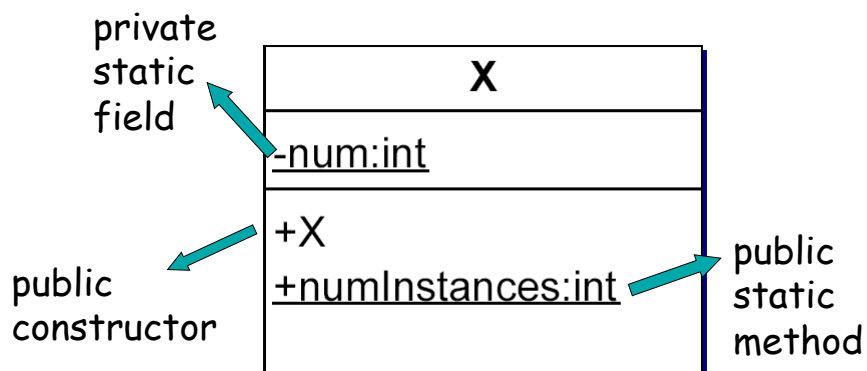 private
static
field
X
-num:int
+X
+numInstances:int
public
constructor
public
static
method